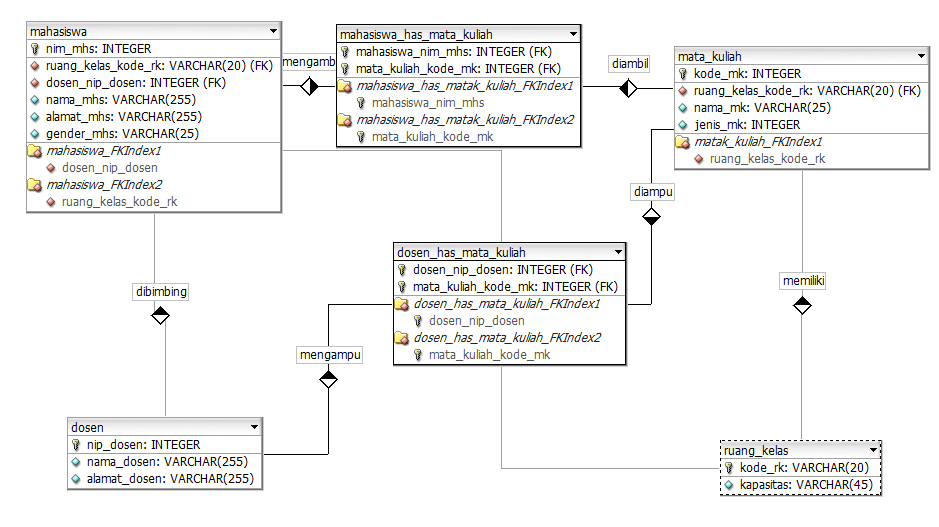 mahasiswa
nim_mhs: INTEGER
ruang_kelas_kode_rk: VARCHAR(20) (FK)
dosen_nip_dosen: INTEGER (FK)
nama_mhs: VARCHAR(255)
alamat_mhs: VARCHAR(255)
gender_mhs: VARCHAR(25)
mahasiswa_FKIndex1
dosen_nip_dosen
mahasiswa_FKIndex2
ruang_kelas_kode_rk
mengamb
mahasiswa_has_mata_kuliah
mahasiswa_nim_mhs: INTEGER (FK)
mata_kuliah_kode_mk: INTEGER (FK)
mahasiswa_has_matak_kuliah_FKIndex1
mahasiswa_nim_mhs
mahasiswa_has_matak_kuliah_FKIndex2
mata_kuliah_kode_mk
diambil
mata_kuliah
kode_mk: INTEGER
ruang_kelas_kode_rk: VARCHAR(20) (FK)
nama_mk: VARCHAR(25)
jenis_mk: INTEGER
matak_kuliah_FKIndex1
ruang_kelas_kode_rk
diampu
dosen_has_mata_kuliah
dosen_nip_dosen: INTEGER (FK)
mata_kuliah_kode_mk: INTEGER (FK)
dosen_has_mata_kuliah_FKIndex1
dosen_nip_dosen
dosen_has_mata_kuliah_FKIndex2
mata_kuliah_kode_mk
memiliki
dibimbing
mengampu
dosen
nip_dosen: INTEGER
nama_dosen: VARCHAR(255)
alamat_dosen: VARCHAR(255)
ruang_kelas
kode_rk: VARCHAR(20)
kapasitas: VARCHAR(45)